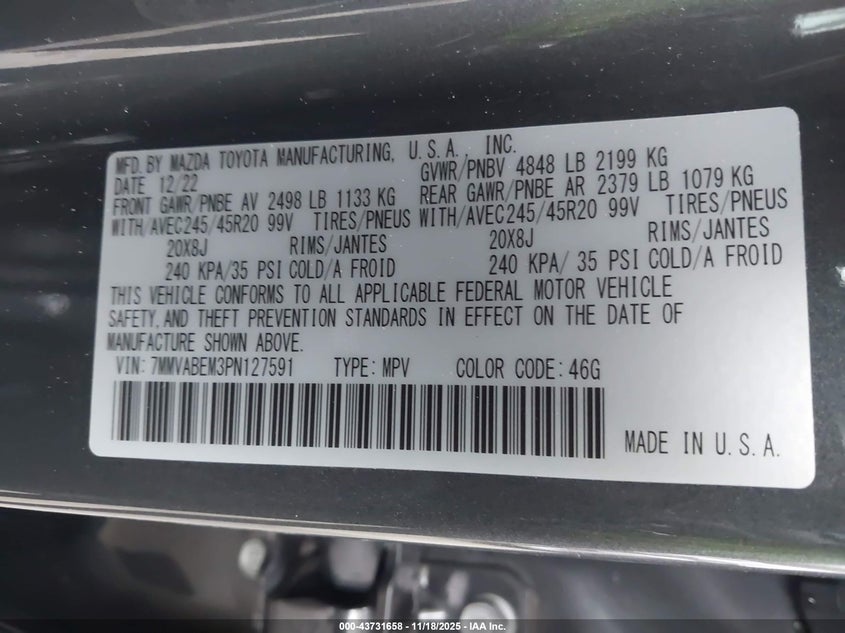 MFD. BY MAZDA TOYOTA MANUFACTURING, U.S.A. INC.
DATE 12/22 GVWR/PNBV 4848 LB 2199 KG
FRONT GAWR/PNBE AV 2498 LB 1133 KG REAR GAWR/PNBE AR 2379 LB 1079 KG
WITH/AVEC245/45R20 99V TIRES/PNEUS WITH/AVEC245/45R20 99V TIRES/PNEUS
20X8J RIMS/JANTES 20X8J RIMS/JANTES
240 KPA/35 PSI COLD/A FROID 240 KPA/ 35 PSI COLD/A FROID
THIS VEHICLE CONFORMS TO ALL APPLICABLE FEDERAL MOTOR VEHICLE
SAFETY, AND THEFT PREVENTION STANDARDS IN EFFECT ON THE DATE OF
MANUFACTURE SHOWN ABOVE.
VIN: 7MMVABEM3PN127591 TYPE: MPV COLOR CODE: 46G
MADE IN U.S.A.
000-43731658 - 11/18/2025 - IAA Inc.